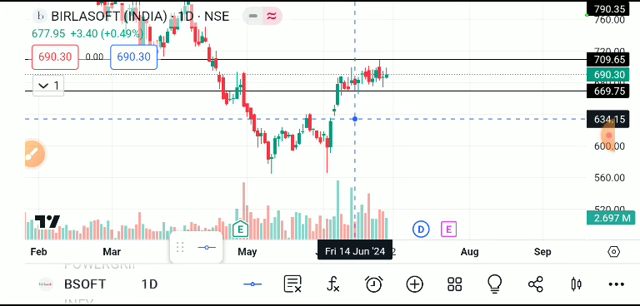 BIRLASOFT (INDIA) · 1D · NSE
677.95 +3.40 (+0.49%)
690.30 0.00 690.30
1
790.35
760.00
720.00
709.65
690.30
669.75
634.15
600.00
560.00
520.00
2.697 M
E D E
Feb Mar May Fri 14 Jun '24 Aug Sep
POWERGRID
BSOFT 1D
INFY